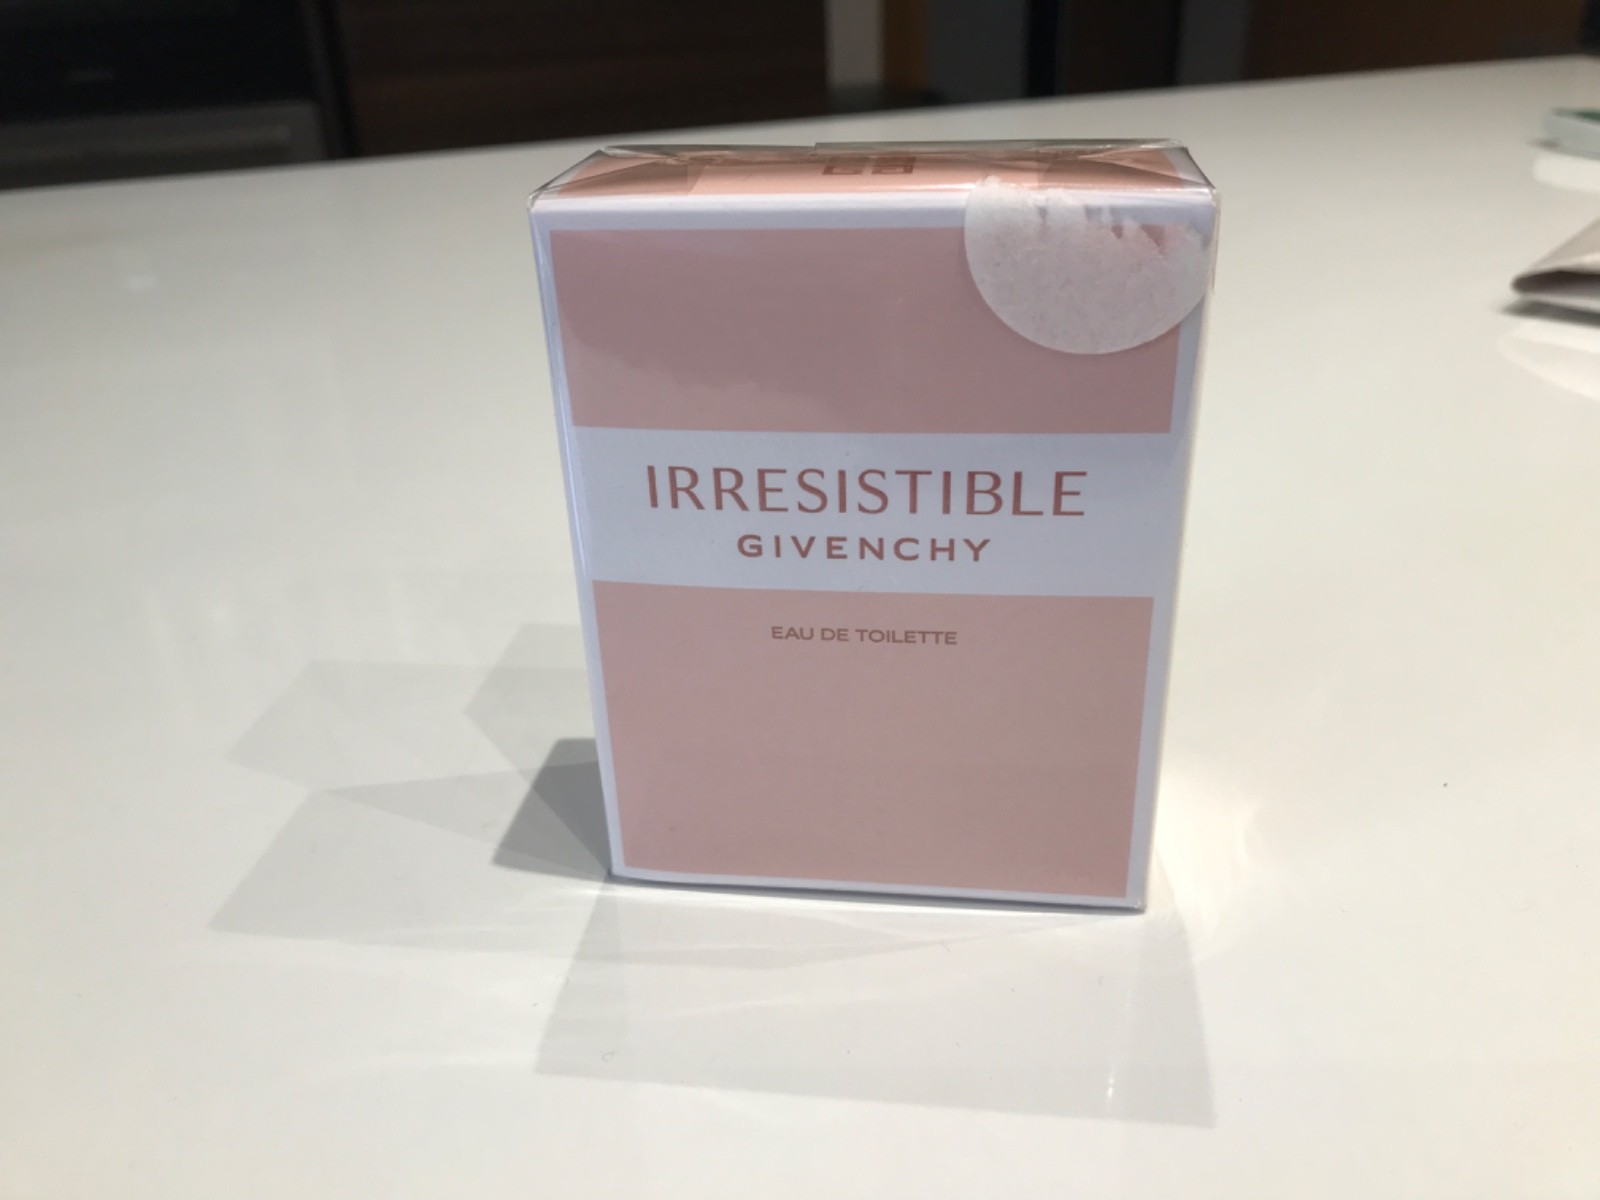 IRRESISTIBLE
GIVENCHY
EAU DE TOILETTE